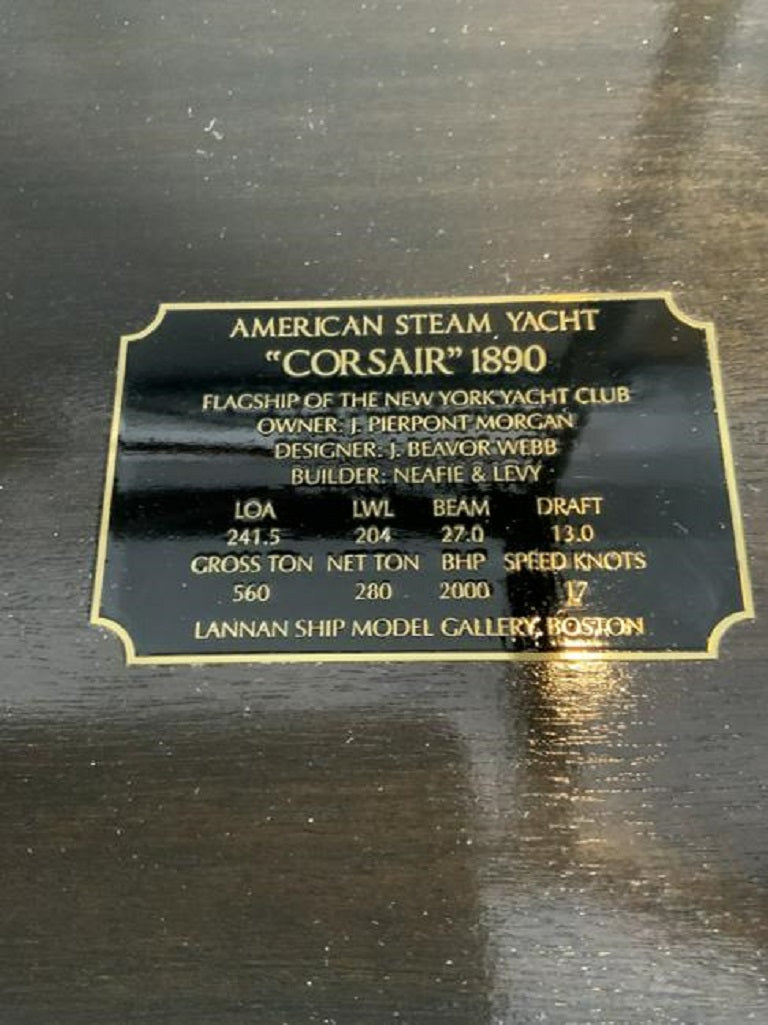 AMERICAN STEAM YACHT
"CORSAIR" 1890
FLAGSHIP OF THE NEW YORK YACHT CLUB
OWNER: J. PIERPONT MORGAN
DESIGNER: J. BEAVOR WEBB
BUILDER: NEAFIE & LEVY
LOA LWL BEAM DRAFT
241.5 204 27.0 13.0
GROSS TON NET TON BHP SPEED KNOTS
560 280 2000 17
LANNAN SHIP MODEL GALLERY, BOSTON